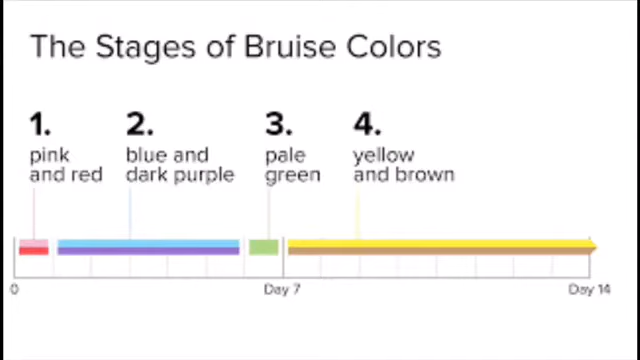 The Stages of Bruise Colors
1.
pink
and red
2.
blue and
dark purple
3.
pale
green
4.
yellow
and brown
0
Day 7
Day 14